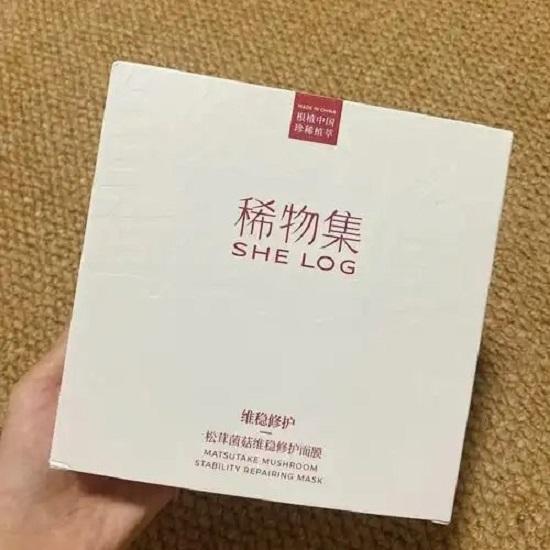 MADE IN CHINA
根植中国
珍稀植萃
稀物集
SHE LOG
维稳修护
松茸菌菇维稳修护面膜
MATSUTAKE MUSHROOM
STABILITY REPAIRING MASK